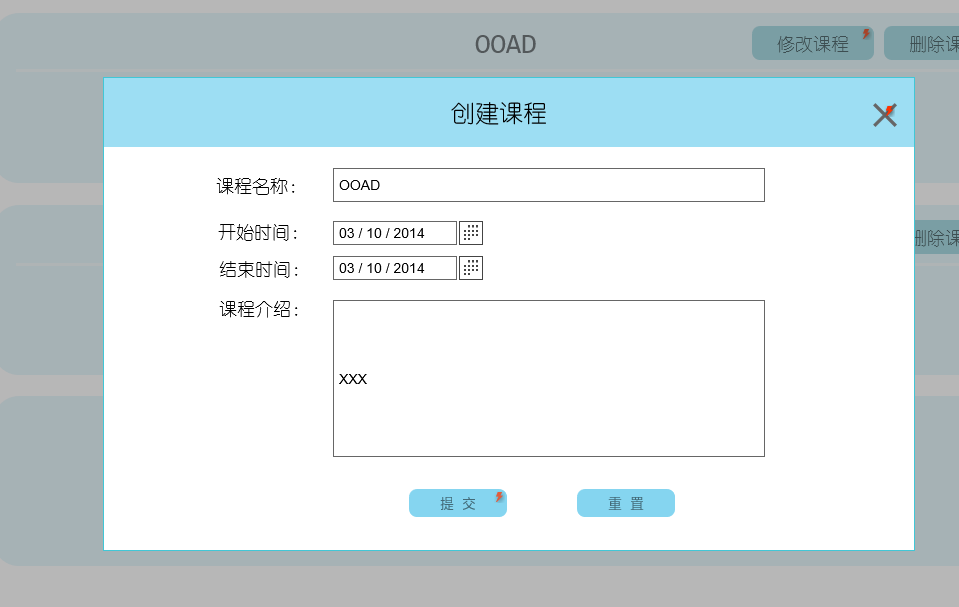 OOAD
修改课程
删除课
创建课程
课程名称：
OOAD
开始时间：
03 / 10 / 2014
删除课
结束时间：
03 / 10 / 2014
课程介绍：
XXX
提 交
重 置